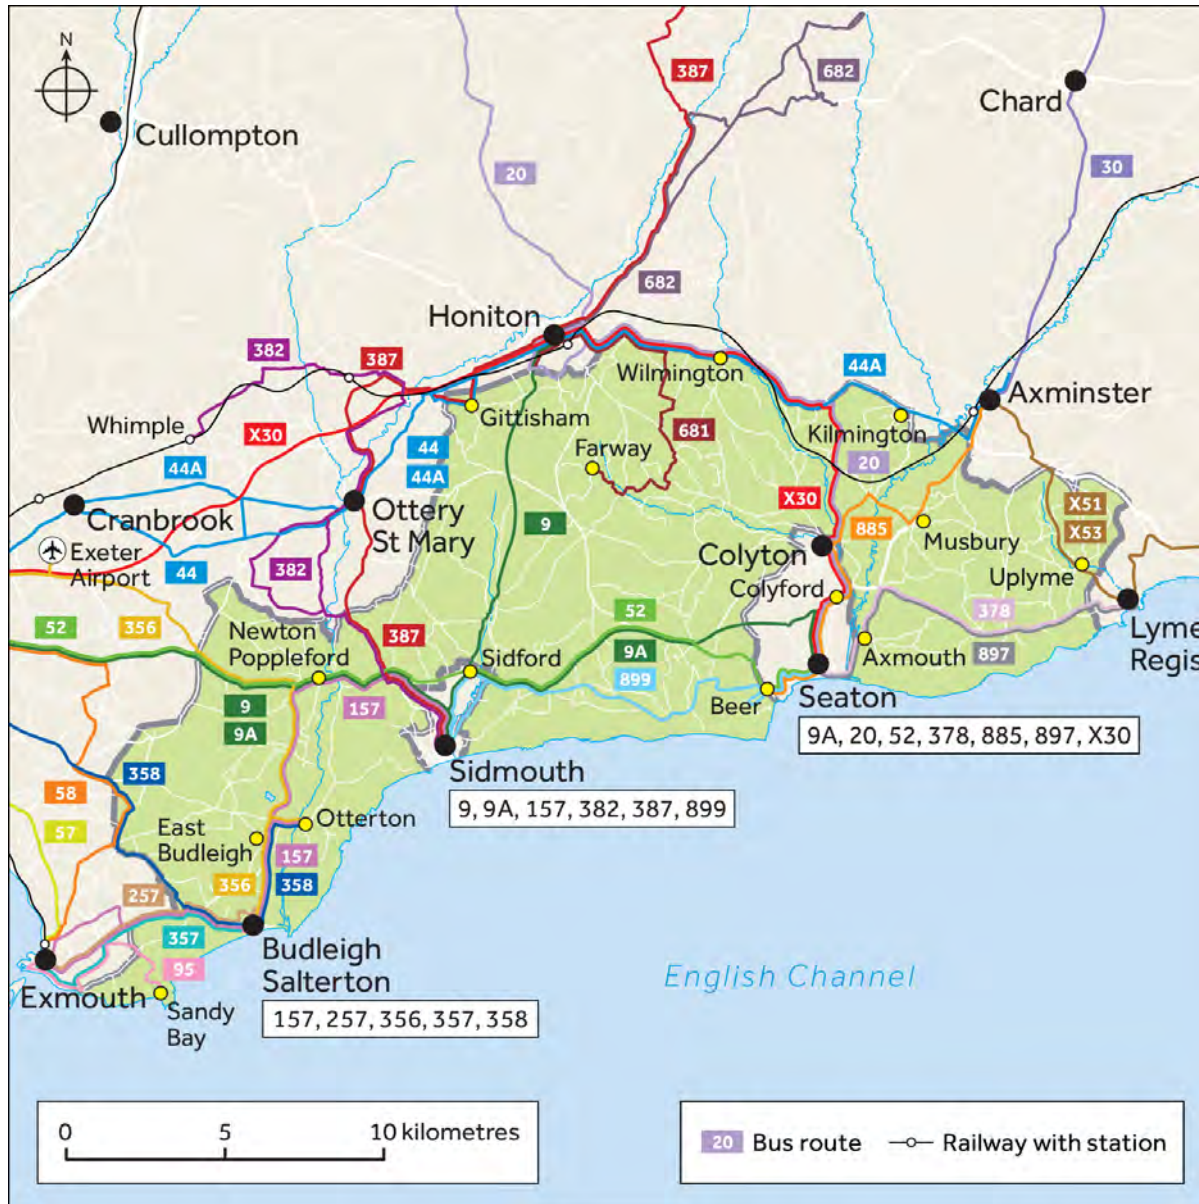 N
387
682
Chard
Cullompton
20
30
682
Honiton
382
387
44A
Wilmington
Axminster
Whimple
Gittisham
X30
681
Kilmington
44
Farway
44A
44A
20
X51
Cranbrook
Ottery
St Mary
9
X30
885
X53
Musbury
Exeter
Airport
Colyton
Uplyme
44
382
Colyford
52
356
Newton
Poppleford
387
52
378
Sidford
9A
Lyme
Regis
Axmouth
897
899
9
157
Beer
Seaton
9A
9A, 20, 52, 378, 885, 897, X30
Sidmouth
358
9, 9A, 157, 382, 387, 899
58
Otterton
57
East
Budleigh
157
356
358
257
357
Budleigh
Salterton
95
English Channel
Exmouth
Sandy
Bay
157, 257, 356, 357, 358
0 5 10 kilometres
20 Bus route
Railway with station